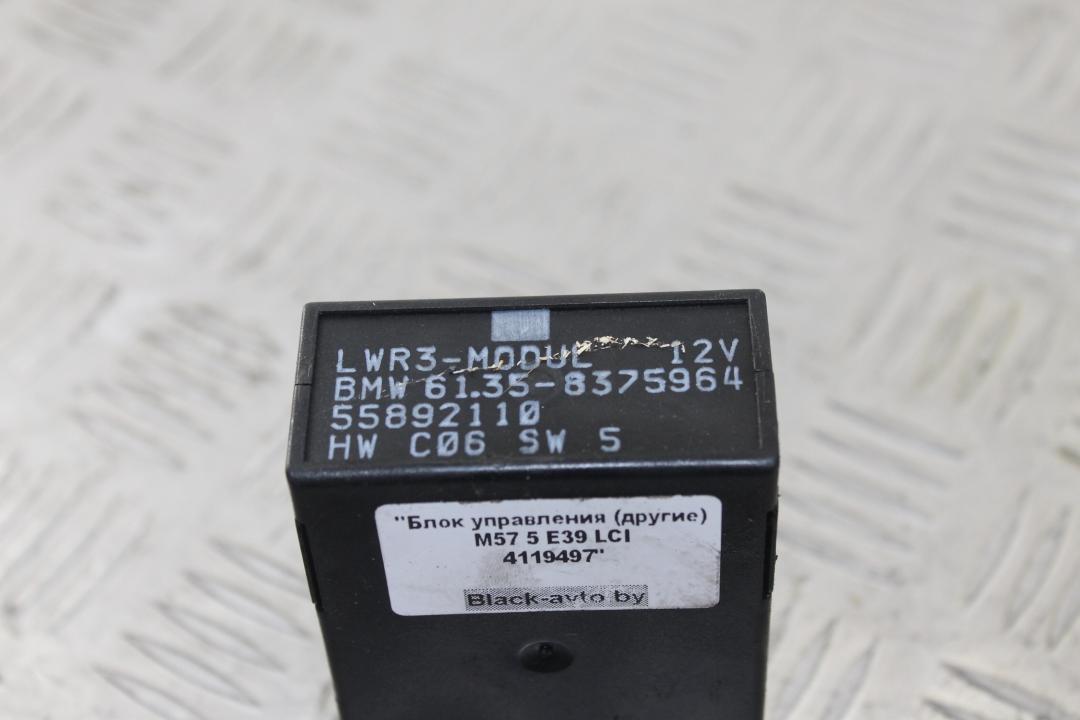 LWR3-MODUL 12V
BMW 61.35-8375964
55892110
HW C06 SW 5
"Блок управления (другие)
M57 5 E39 LCI
4119497"
Black-avto by